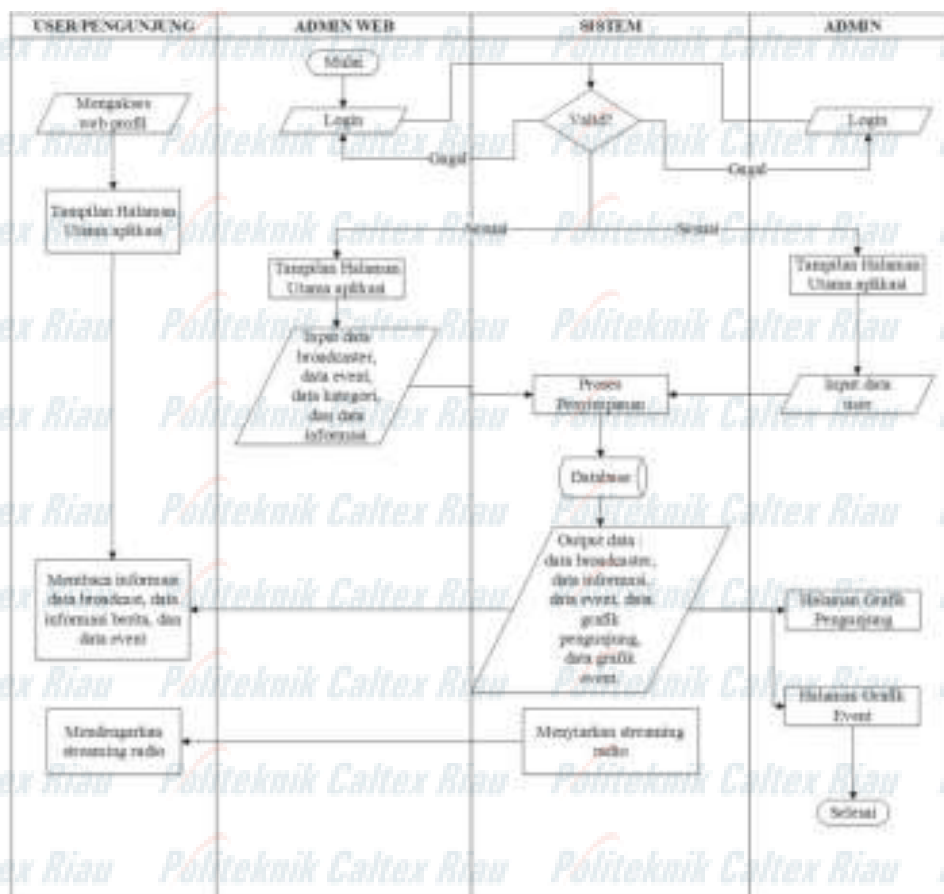 USER/PENGUNJUNG
ADMIN WEB
SISTEM
ADMIN
Mulai
Mengakses
web profil
Login
Valid?
Login
Gagal
Gagal
Tampilan Halaman
Utama aplikasi
Sesuai
Sesuai
Tampilan Halaman
Utama aplikasi
Tampilan Halaman
Utama aplikasi
Input data
broadcaster,
data event,
data kategori,
dan data
informasi
Proses
Penyimpanan
Input data
user
Database
Output data :
data broadcaster,
data informasi,
data event, data
grafik
pengunjung,
data grafik
event
Membaca informasi
data broadcast, data
informasi berita, dan
data event
Halaman Grafik
Pengunjung
Halaman Grafik
Event
Mendengarkan
streaming radio
Menyiarkan streaming
radio
Selesai
Politeknik Caltex Riau